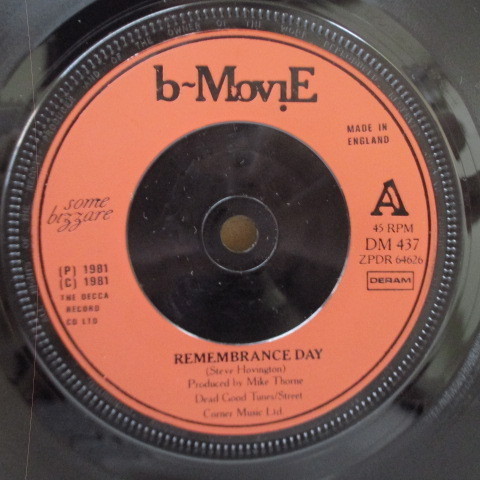 b~MoviE
MADE IN
ENGLAND
some
bizzare
A
45 RPM
DM 437
ZPDR 64626
DERAM
(P) 1981
(C) 1981
THE DECCA
RECORD
CO LTD
REMEMBRANCE DAY
(Steve Hovington)
Produced by Mike Thorne
Dead Good Tunes/Street
Corner Music Ltd.